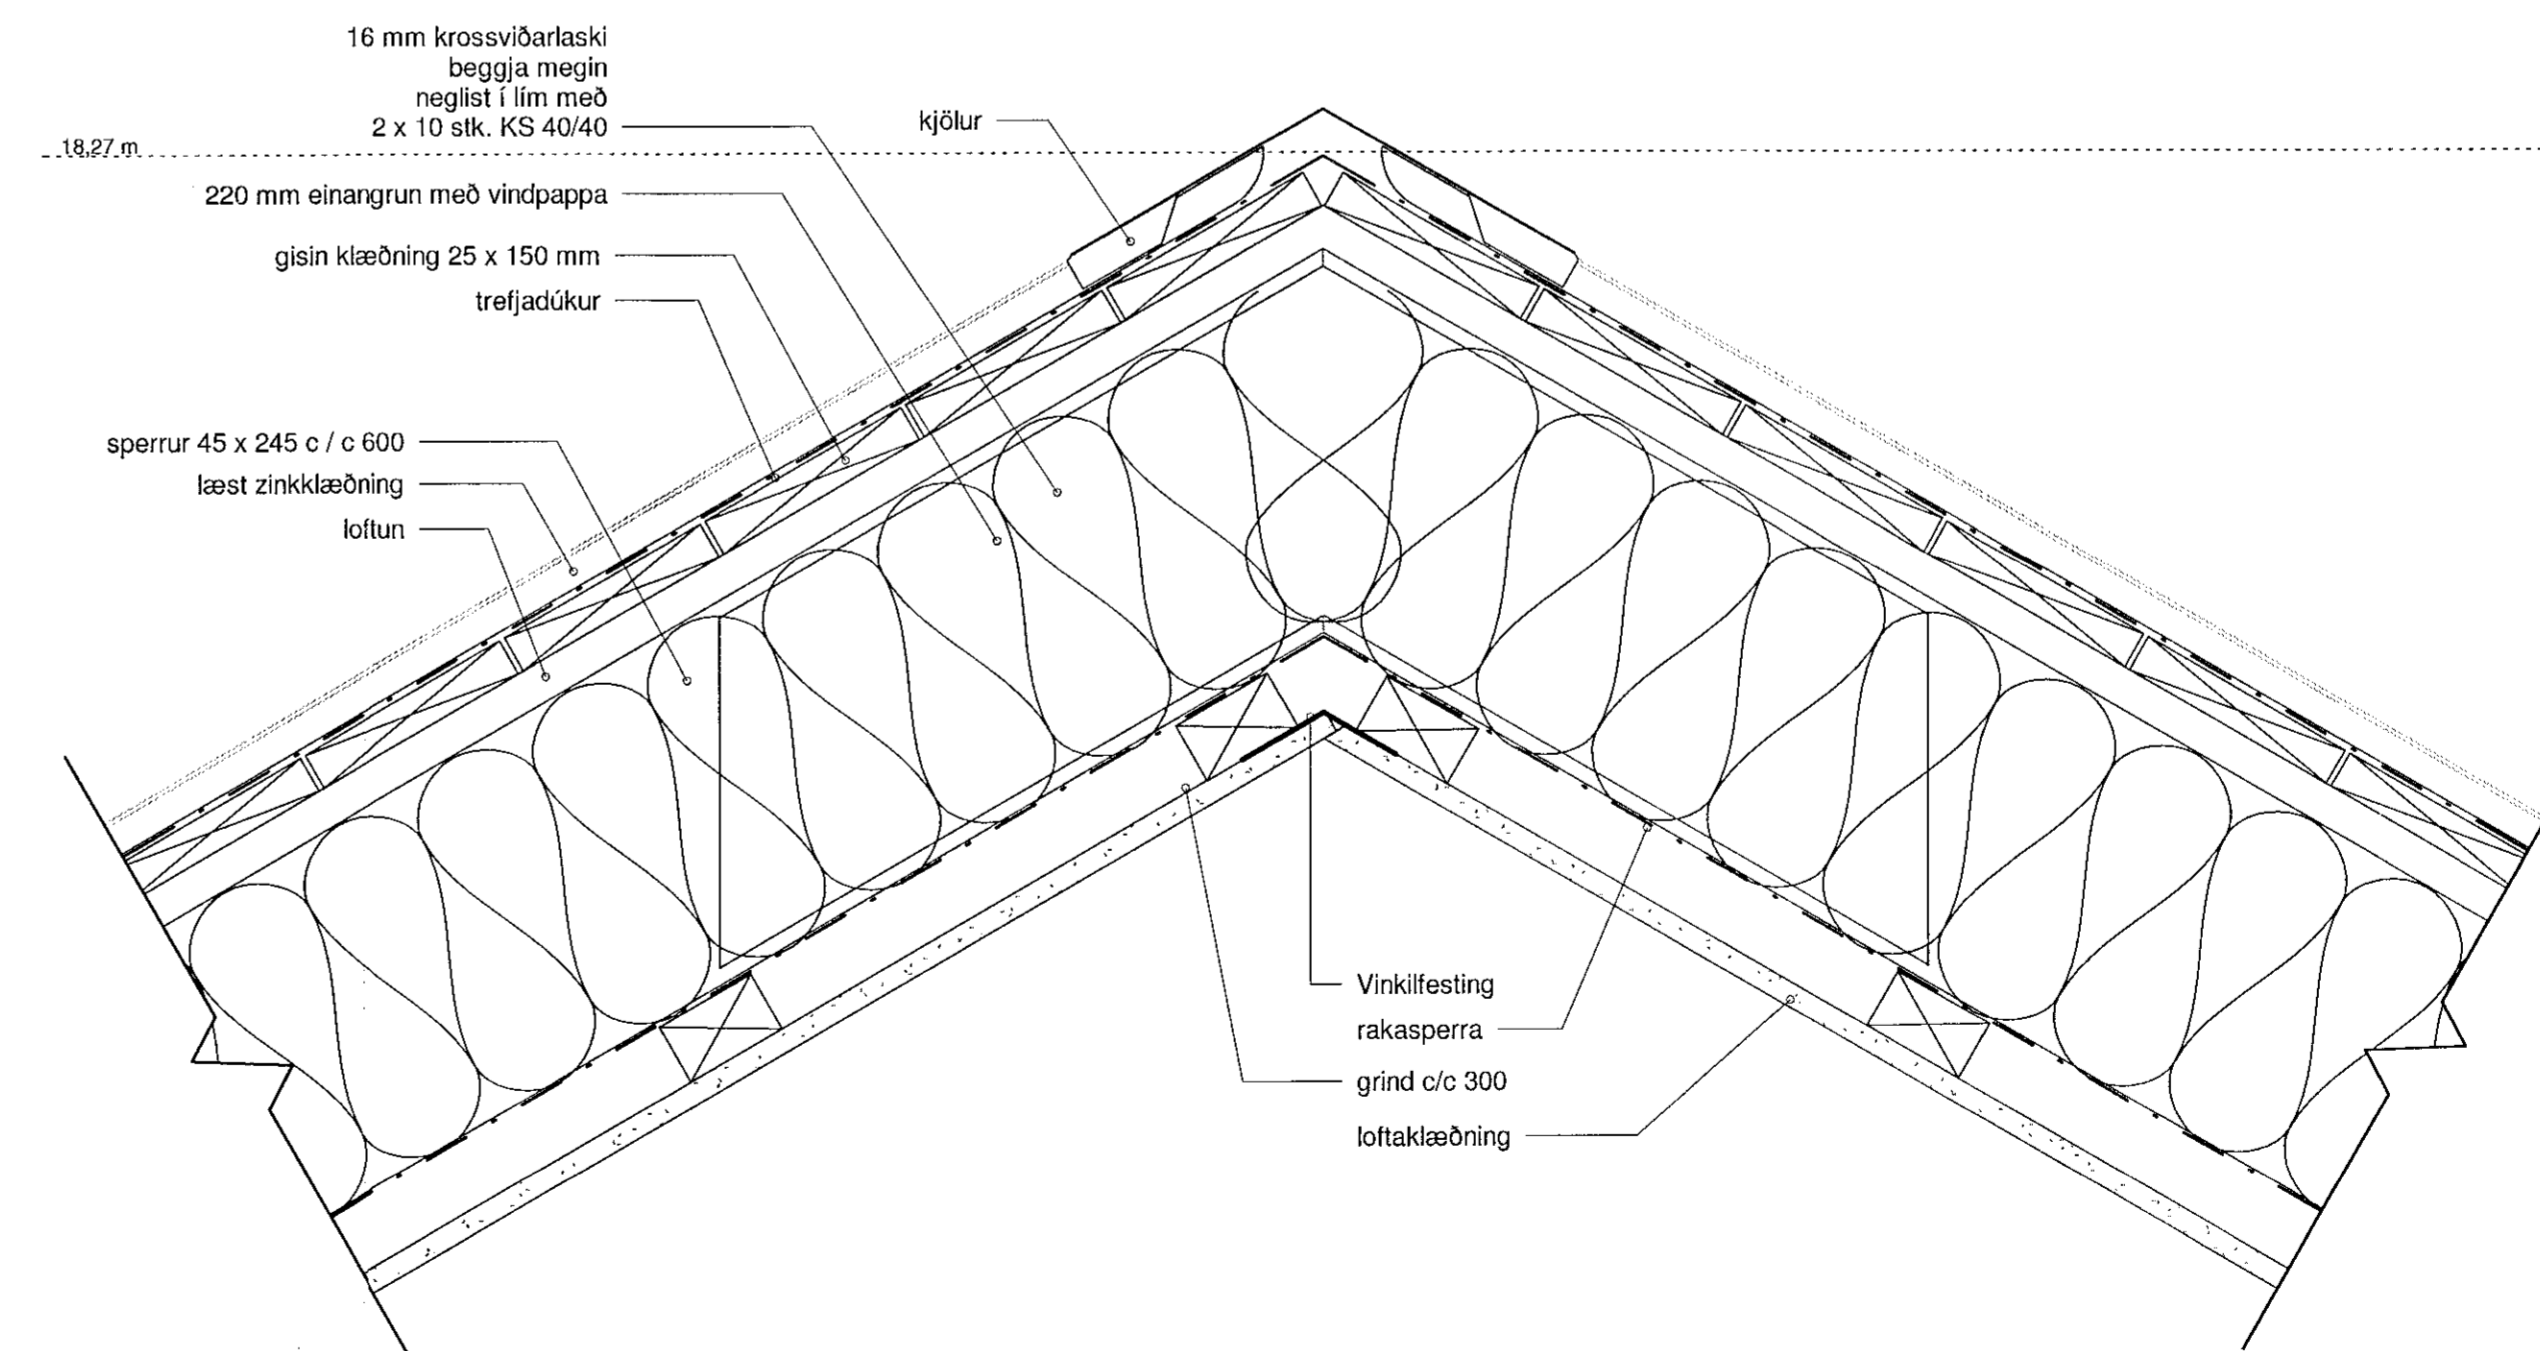 16 mm krossviðarlaski
beggja megin
neglist í lím með
2 x 10 stk. KS 40/40
kjölur
18,27 m
220 mm einangrun með vindpappa
gisin klæðning 25 x 150 mm
trefjadúkur
sperrur 45 x 245 c / c 600
læst zinkklæðning
loftun
Vinkilfesting
rakasperra
grind c/c 300
loftaklæðning